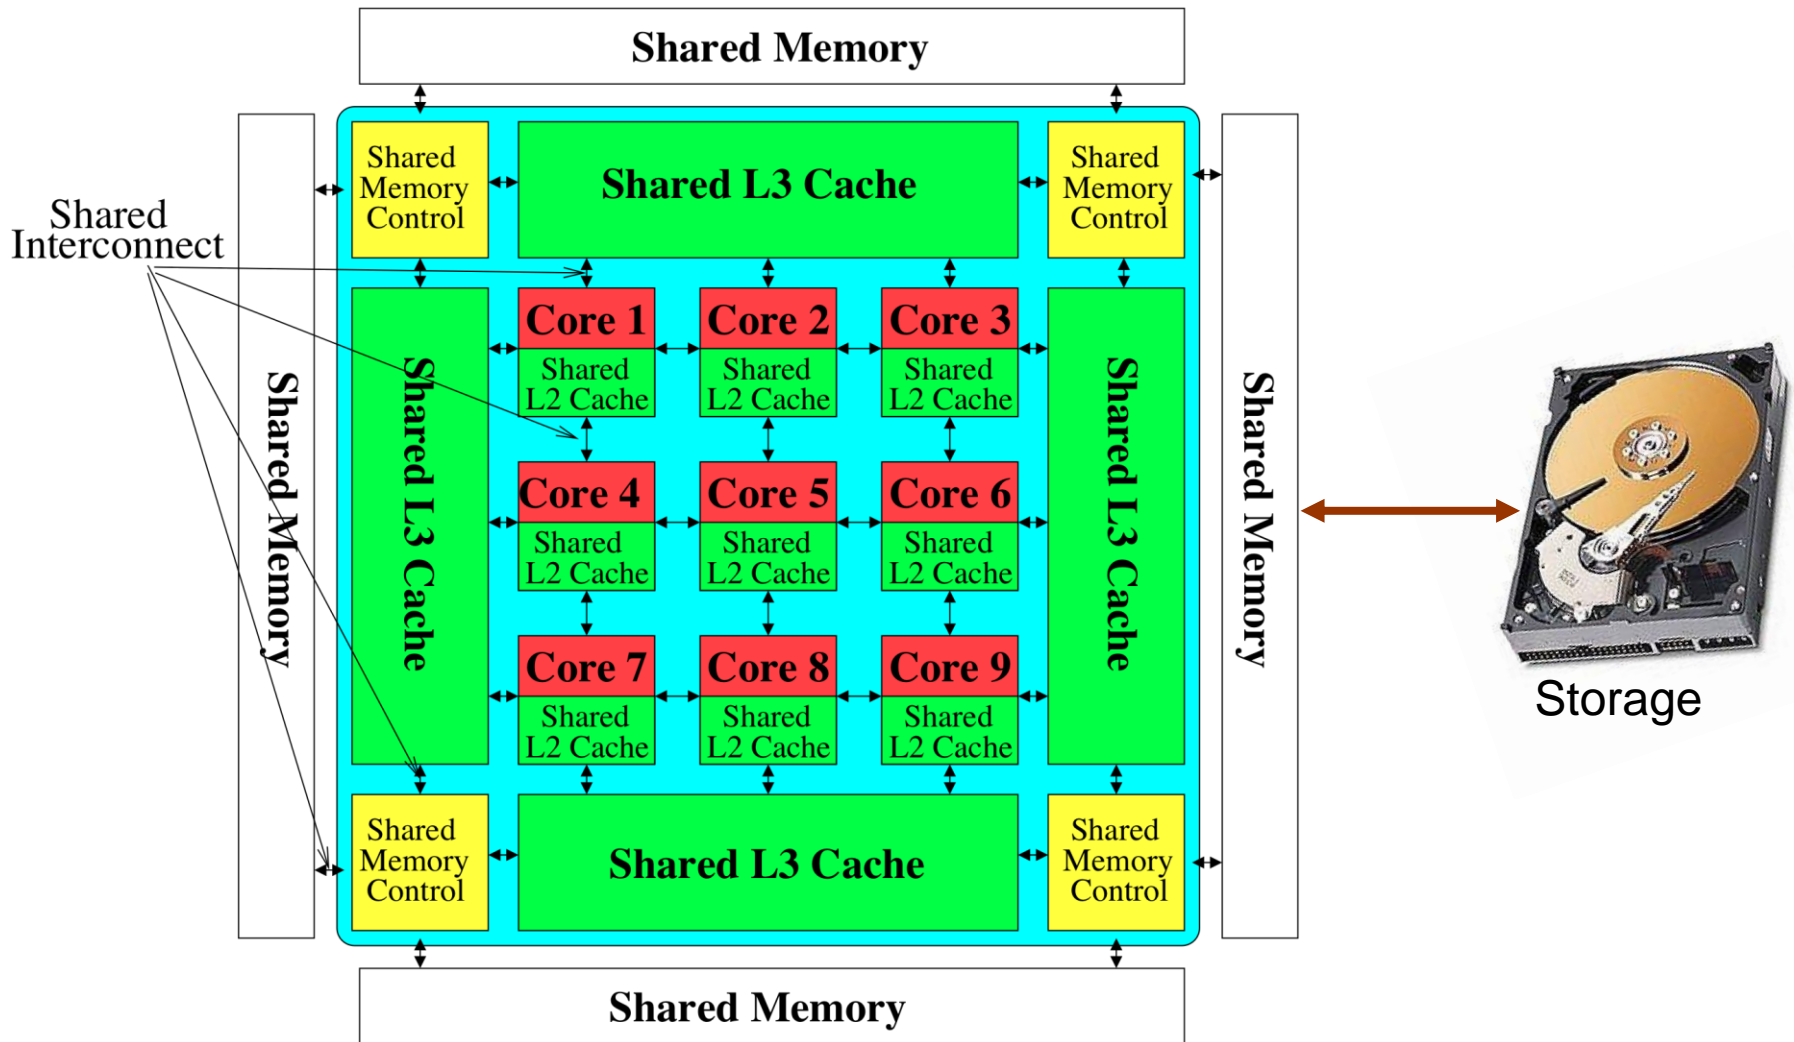 Shared Memory
Shared
Memory
Control
Shared L3 Cache
Shared
Memory
Control
Shared
Interconnect
Shared Memory
Shared L3 Cache
Core 1
Shared
L2 Cache
Core 2
Shared
L2 Cache
Core 3
Shared
L2 Cache
Core 4
Shared
L2 Cache
Core 5
Shared
L2 Cache
Core 6
Shared
L2 Cache
Core 7
Shared
L2 Cache
Core 8
Shared
L2 Cache
Core 9
Shared
L2 Cache
Shared L3 Cache
Shared Memory
Storage
Shared
Memory
Control
Shared L3 Cache
Shared
Memory
Control
Shared Memory